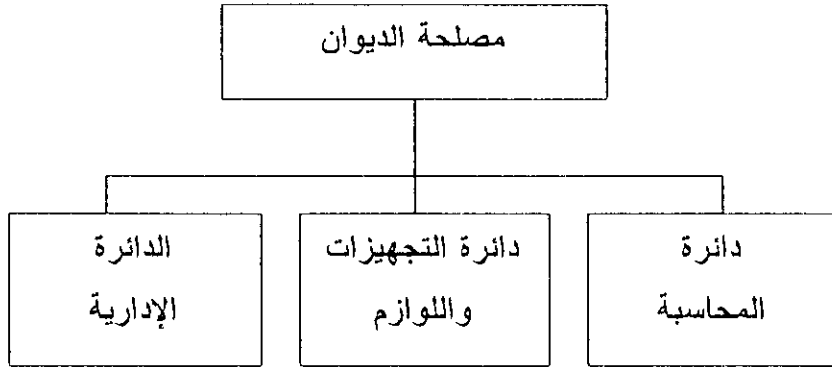 مصلحة الديوان
دائرة
المحاسبة
دائرة التجهيزات
واللوازم
الدائرة
الإدارية